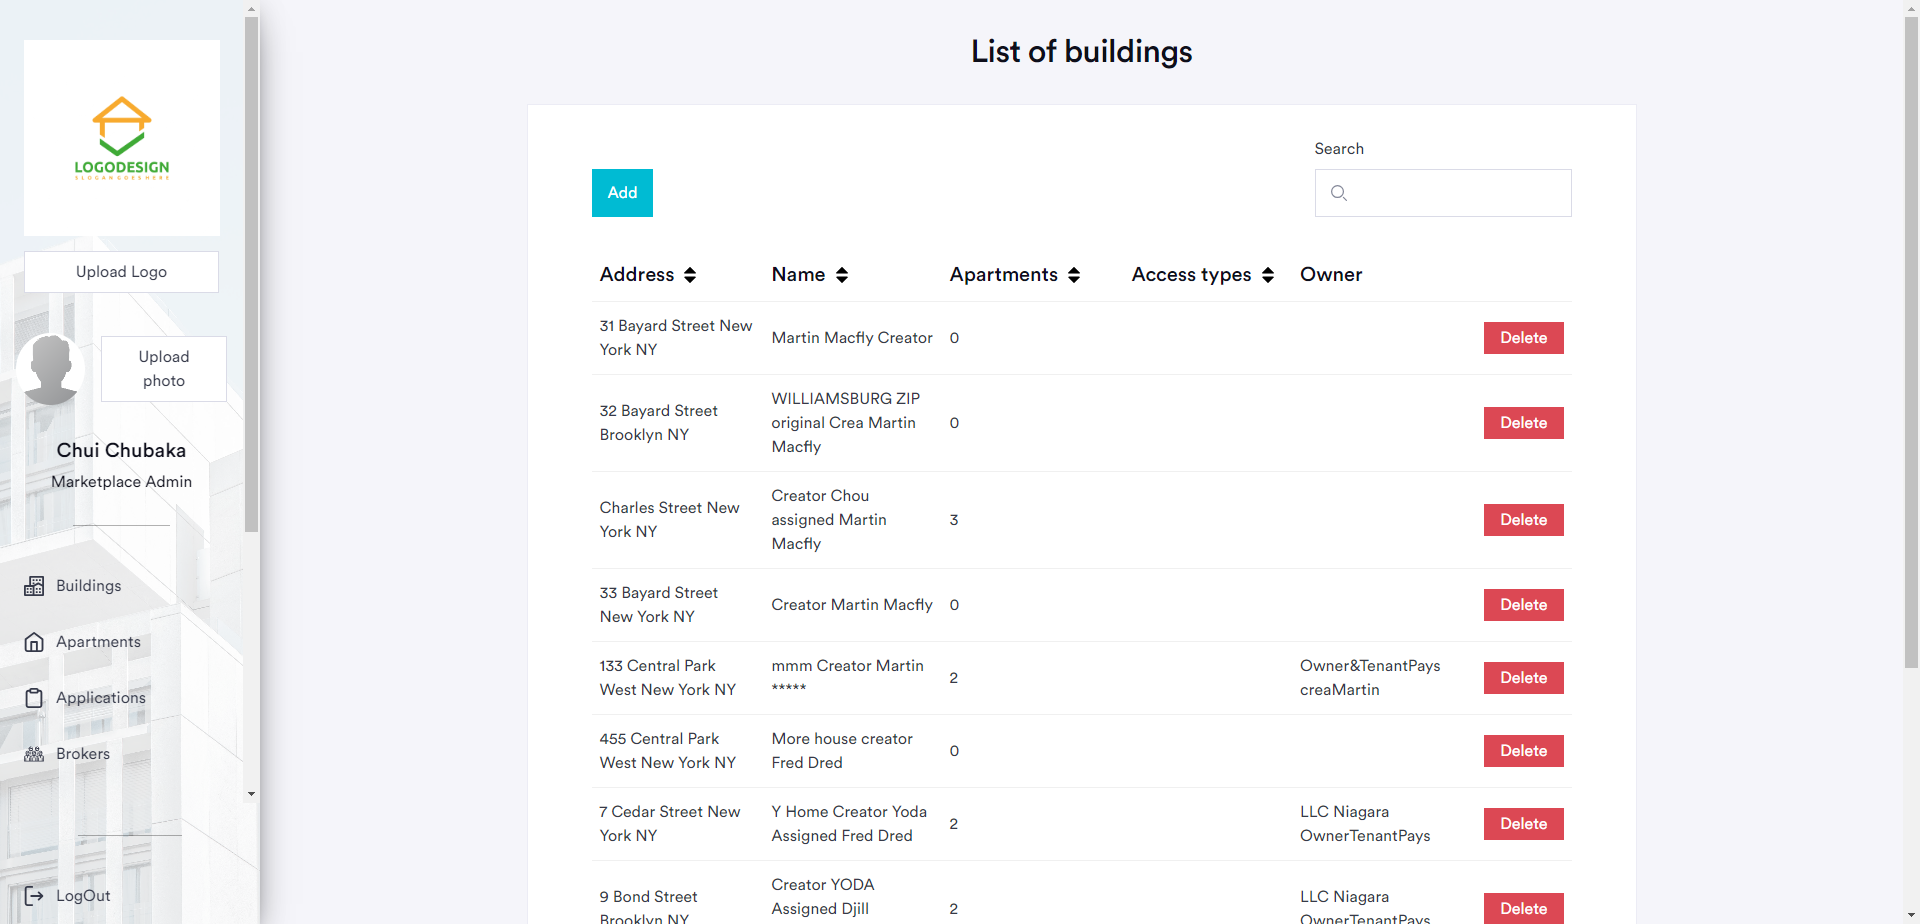 LOGODESIGN
SLOGANGOESHERE
Upload Logo
Upload
photo
Chui Chubaka
Marketplace Admin
Buildings
Apartments
Applications
Brokers
LogOut
List of buildings
Search
Add
Address Name Apartments Access types Owner
31 Bayard Street New
York NY
Martin Macfly Creator
0
Delete
32 Bayard Street
Brooklyn NY
WILLIAMSBURG ZIP
original Crea Martin
Macfly
0
Delete
Charles Street New
York NY
Creator Chou
assigned Martin
Macfly
3
Delete
33 Bayard Street
New York NY
Creator Martin Macfly
0
Delete
133 Central Park
West New York NY
mmm Creator Martin
*****
2
Owner&TenantPays
creaMartin
Delete
455 Central Park
West New York NY
More house creator
Fred Dred
0
Delete
7 Cedar Street New
York NY
Y Home Creator Yoda
Assigned Fred Dred
2
LLC Niagara
OwnerTenantPays
Delete
9 Bond Street
Brooklyn NY
Creator YODA
Assigned Djill
2
LLC Niagara
OwnerTenantPays
Delete